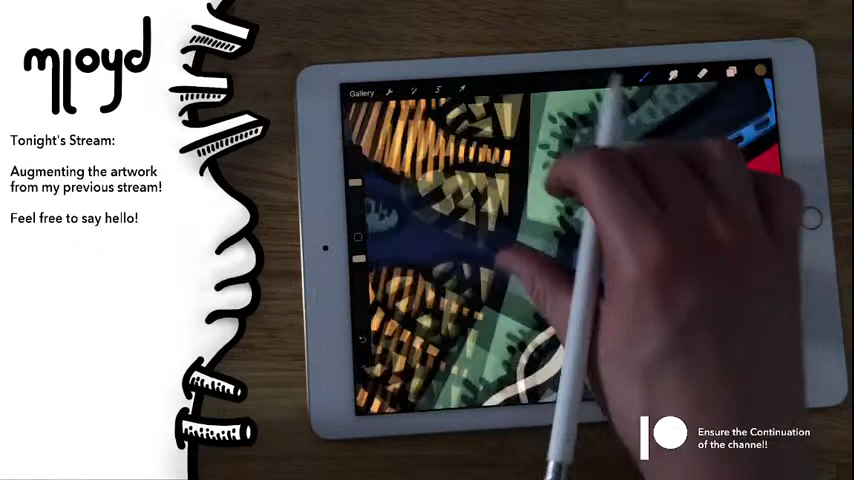 mloyd
Tonight's Stream:
Augmenting the artwork
from my previous stream!
Feel free to say hello!
Gallery
Ensure the Continuation
of the channel!